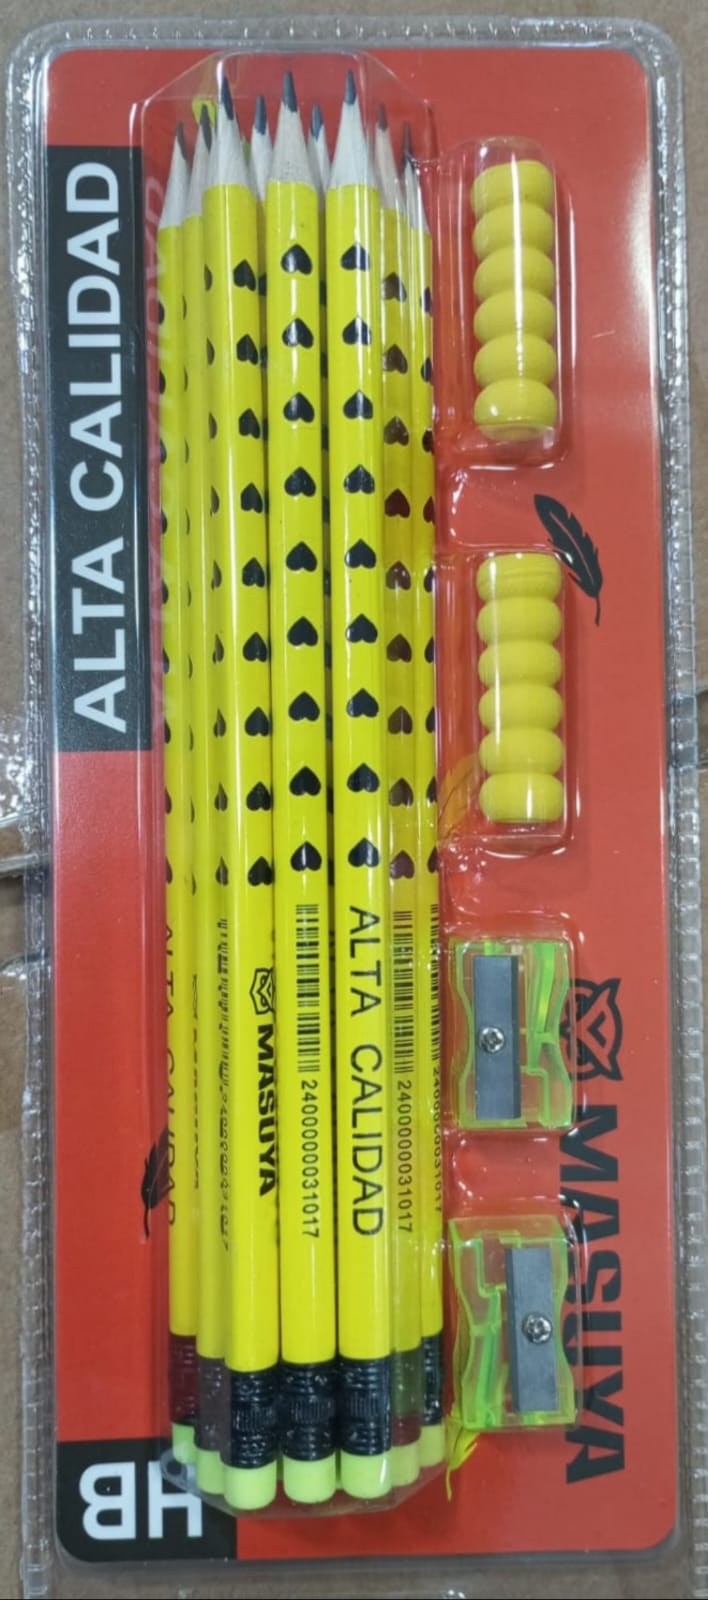 ALTA CALIDAD
MASUYA
2400000031017
ALTA CALIDAD
2400000031017
MASUYA
HB